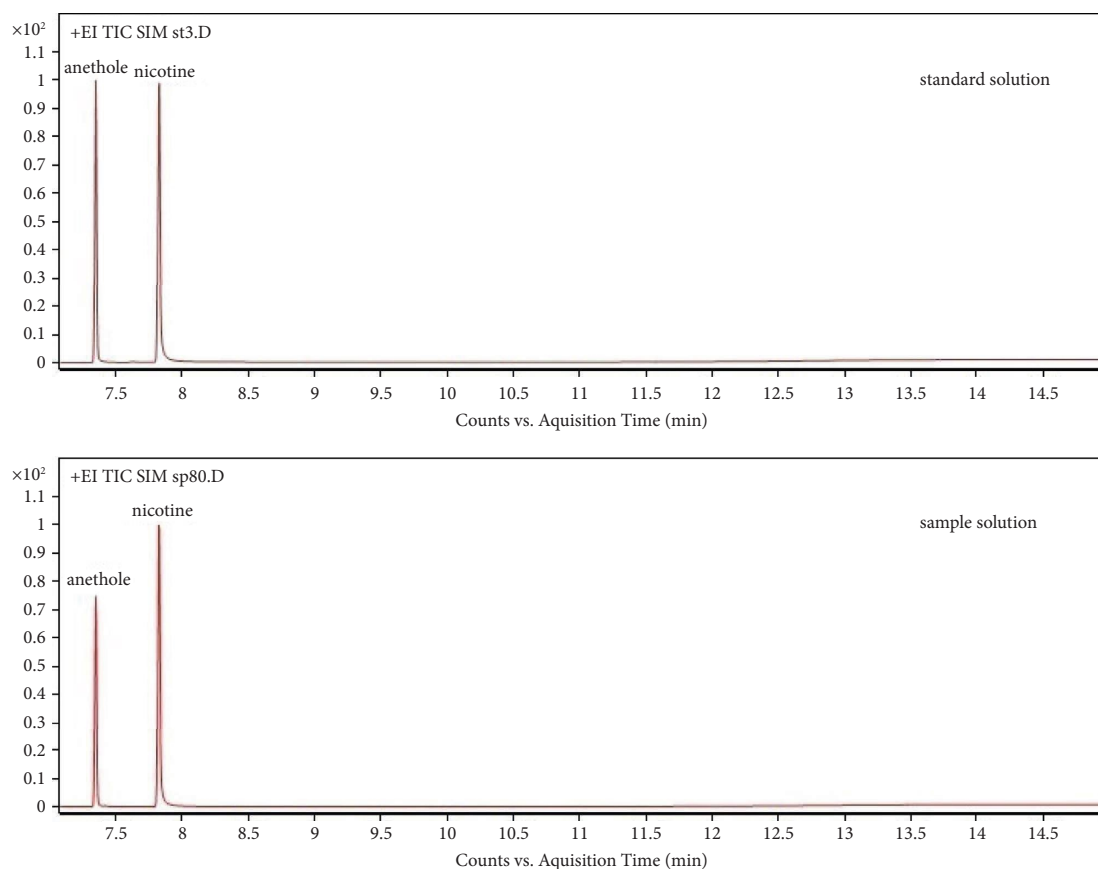 ×10²
+EI TIC SIM st3.D
1.1
anethole
nicotine
standard solution
1
0.9
0.8
0.7
0.6
0.5
0.4
0.3
0.2
0.1
0
7.5 8 8.5 9 9.5 10 10.5 11 11.5 12 12.5 13 13.5 14 14.5
Counts vs. Aquisition Time (min)
×10²
+EI TIC SIM sp80.D
1.1
nicotine
sample solution
1
0.9
anethole
0.8
0.7
0.6
0.5
0.4
0.3
0.2
0.1
0
7.5 8 8.5 9 9.5 10 10.5 11 11.5 12 12.5 13 13.5 14 14.5
Counts vs. Aquisition Time (min)